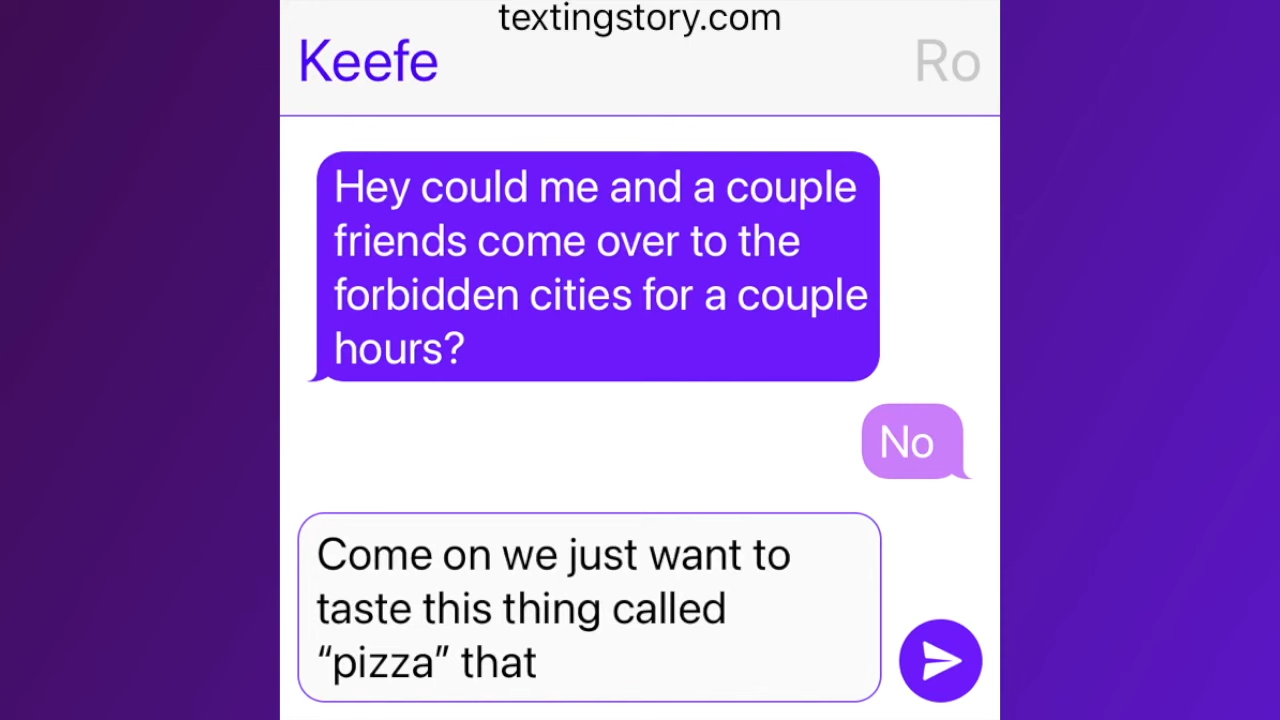 textingstory.com
Keefe
Ro
Hey could me and a couple
friends come over to the
forbidden cities for a couple
hours?
No
Come on we just want to
taste this thing called
“pizza” that